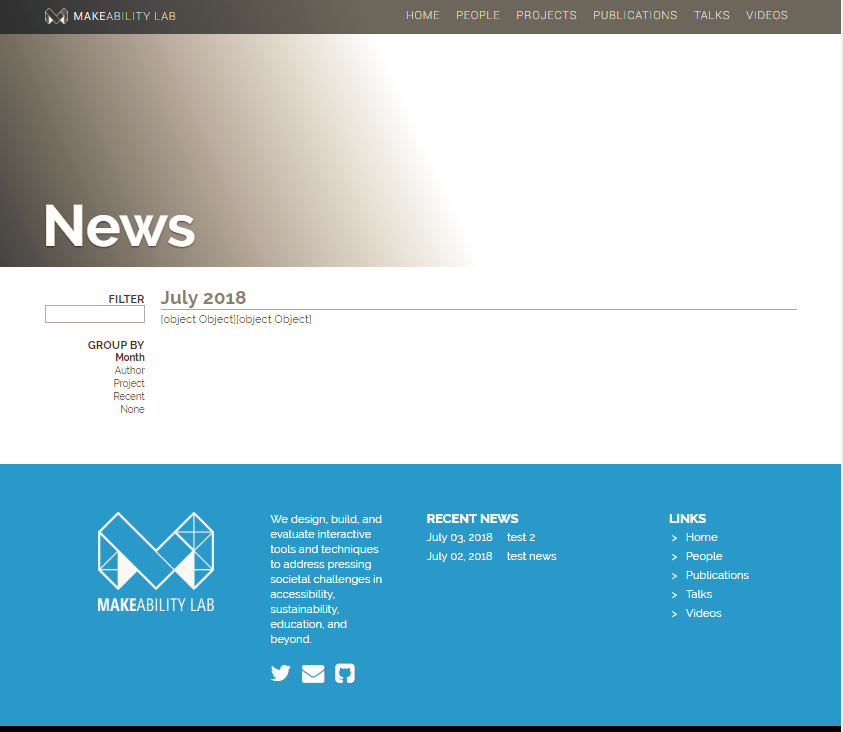 MAKEABILITY LAB HOME PEOPLE PROJECTS PUBLICATIONS TALKS VIDEOS
News
FILTER
GROUP BY
Month
Author
Project
Recent
None
July 2018
[object Object][object Object]
MAKEABILITY LAB
We design, build, and
evaluate interactive
tools and techniques
to address pressing
societal challenges in
accessibility,
sustainability,
education, and
beyond.
RECENT NEWS
July 03, 2018 test 2
July 02, 2018 test news
LINKS
> Home
> People
> Publications
> Talks
> Videos